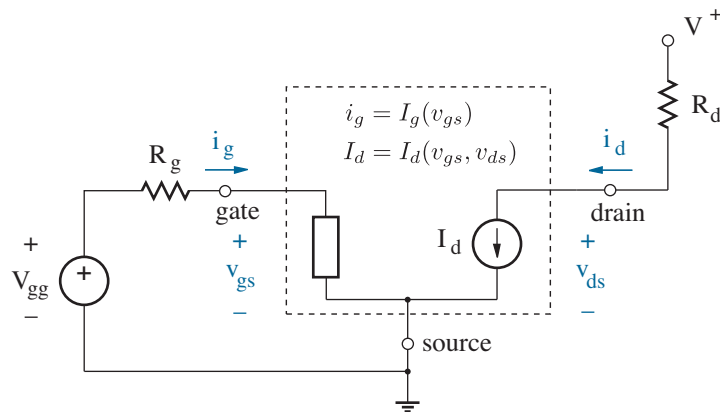 V +
i_g = I_g(v_gs)
I_d = I_d(v_gs, v_ds)
R_d
R_g
i_g
i_d
gate
drain
+
V_gg
−
+
+
v_gs
−
I_d
+
v_ds
−
source